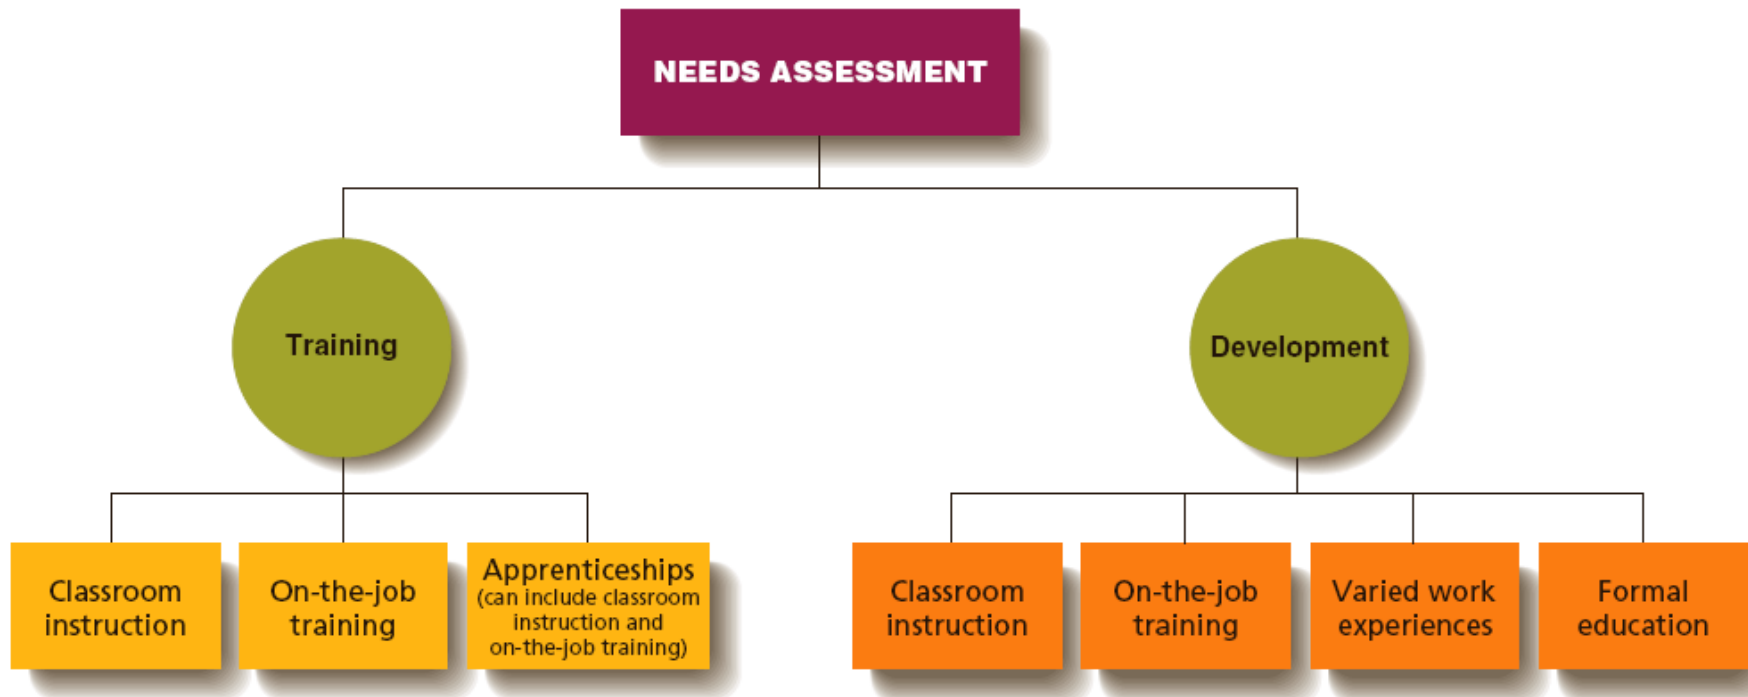 NEEDS ASSESSMENT
Training
Development
Classroom
instruction
On-the-job
training
Apprenticeships
(can include classroom
instruction and
on-the-job training)
Classroom
instruction
On-the-job
training
Varied work
experiences
Formal
education